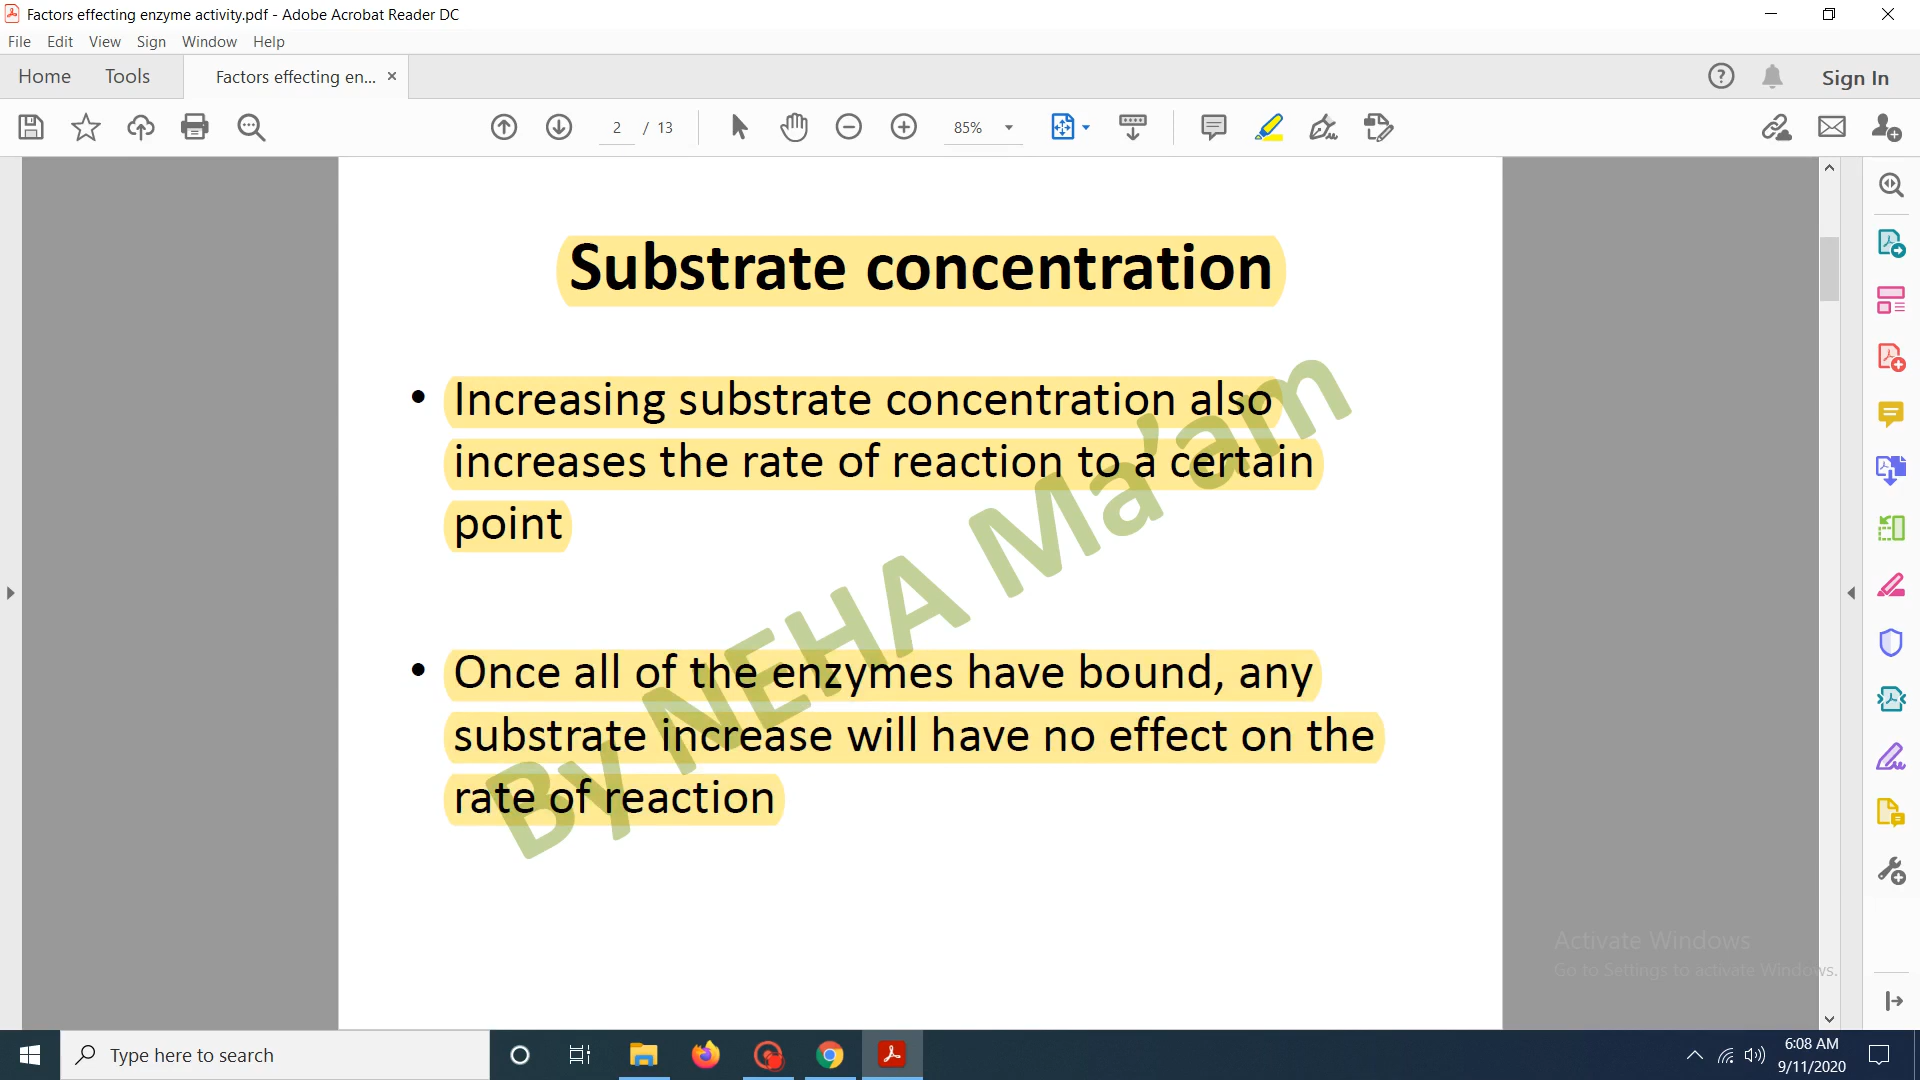 Factors effecting enzyme activity.pdf - Adobe Acrobat Reader DC
File Edit View Sign Window Help
Home Tools Factors effecting en... ×
Sign In
2 / 13 85%
Substrate concentration
• Increasing substrate concentration also
increases the rate of reaction to a certain
point
• Once all of the enzymes have bound, any
substrate increase will have no effect on the
rate of reaction
By NEHA Ma'am
Activate Windows
Go to Settings to activate Windows.
Type here to search
6:08 AM
9/11/2020